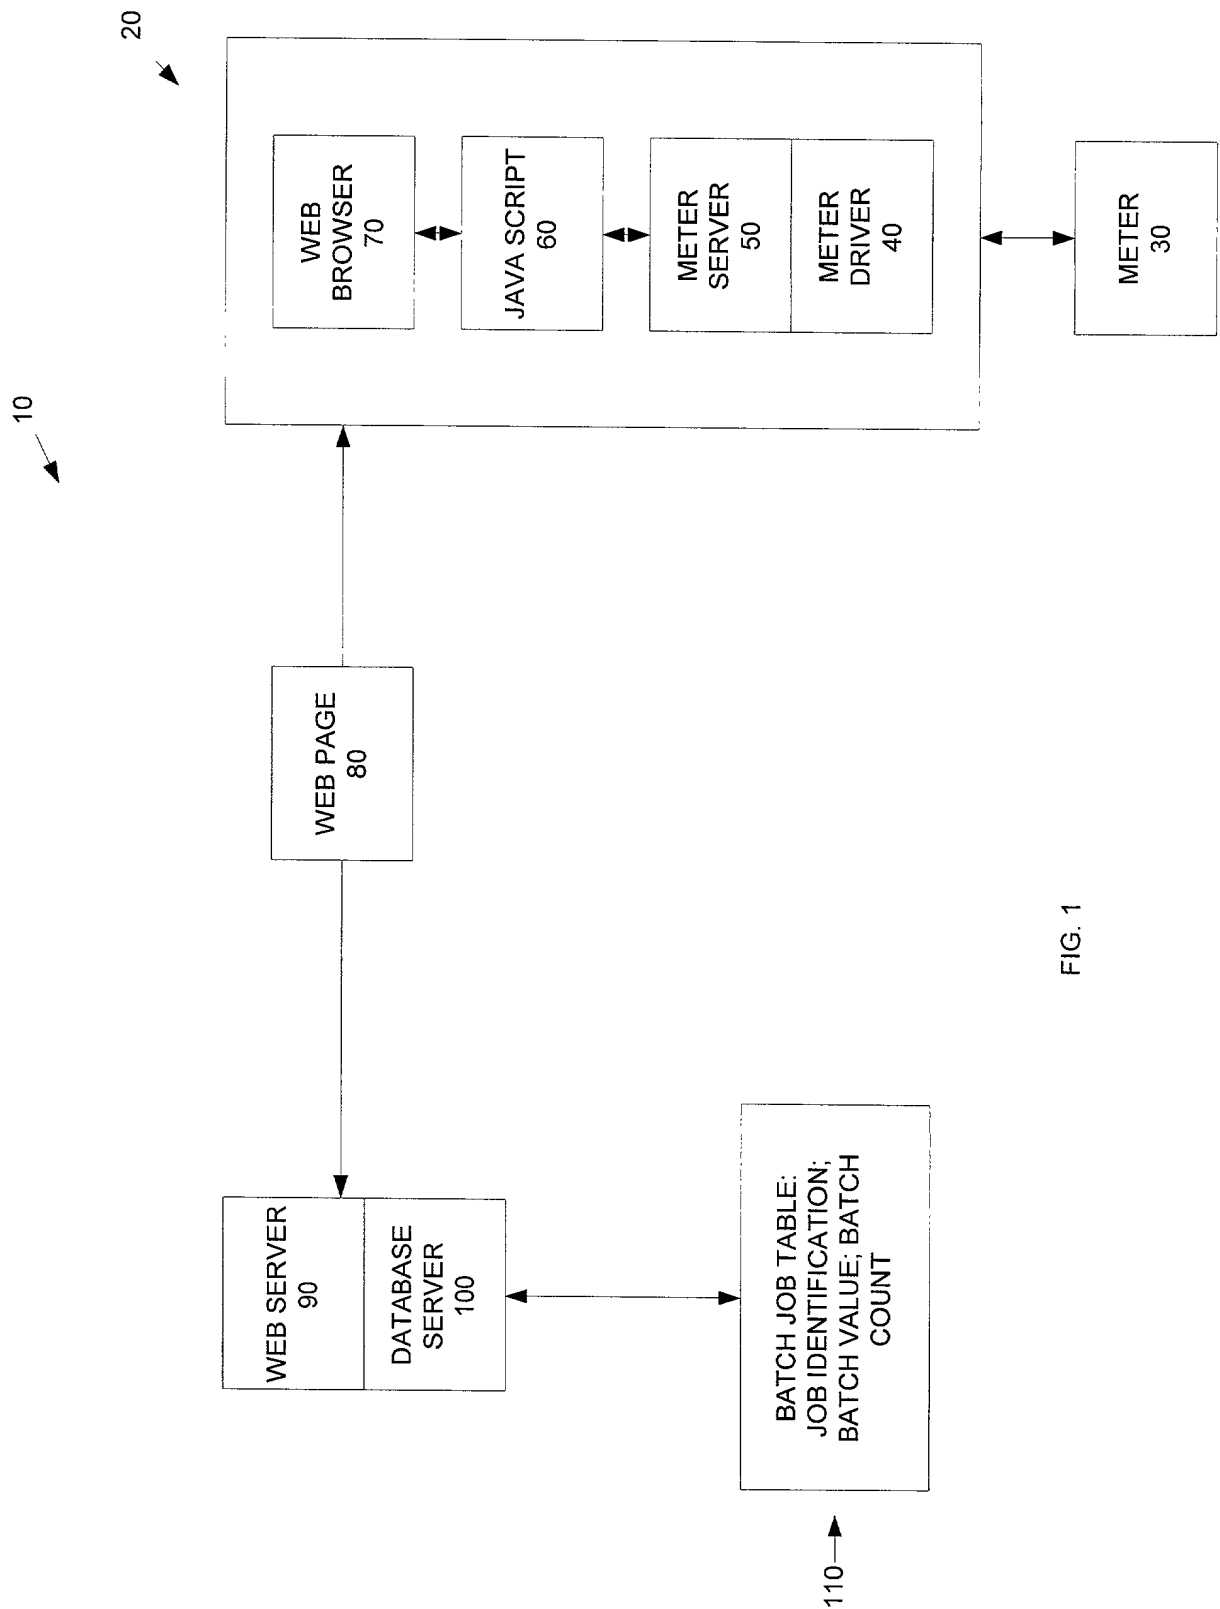 10
20
WEB SERVER
90
DATABASE
SERVER
100
WEB PAGE
80
WEB
BROWSER
70
JAVA SCRIPT
60
METER
SERVER
50
METER
DRIVER
40
METER
30
110
BATCH JOB TABLE:
JOB IDENTIFICATION;
BATCH VALUE; BATCH
COUNT
FIG. 1